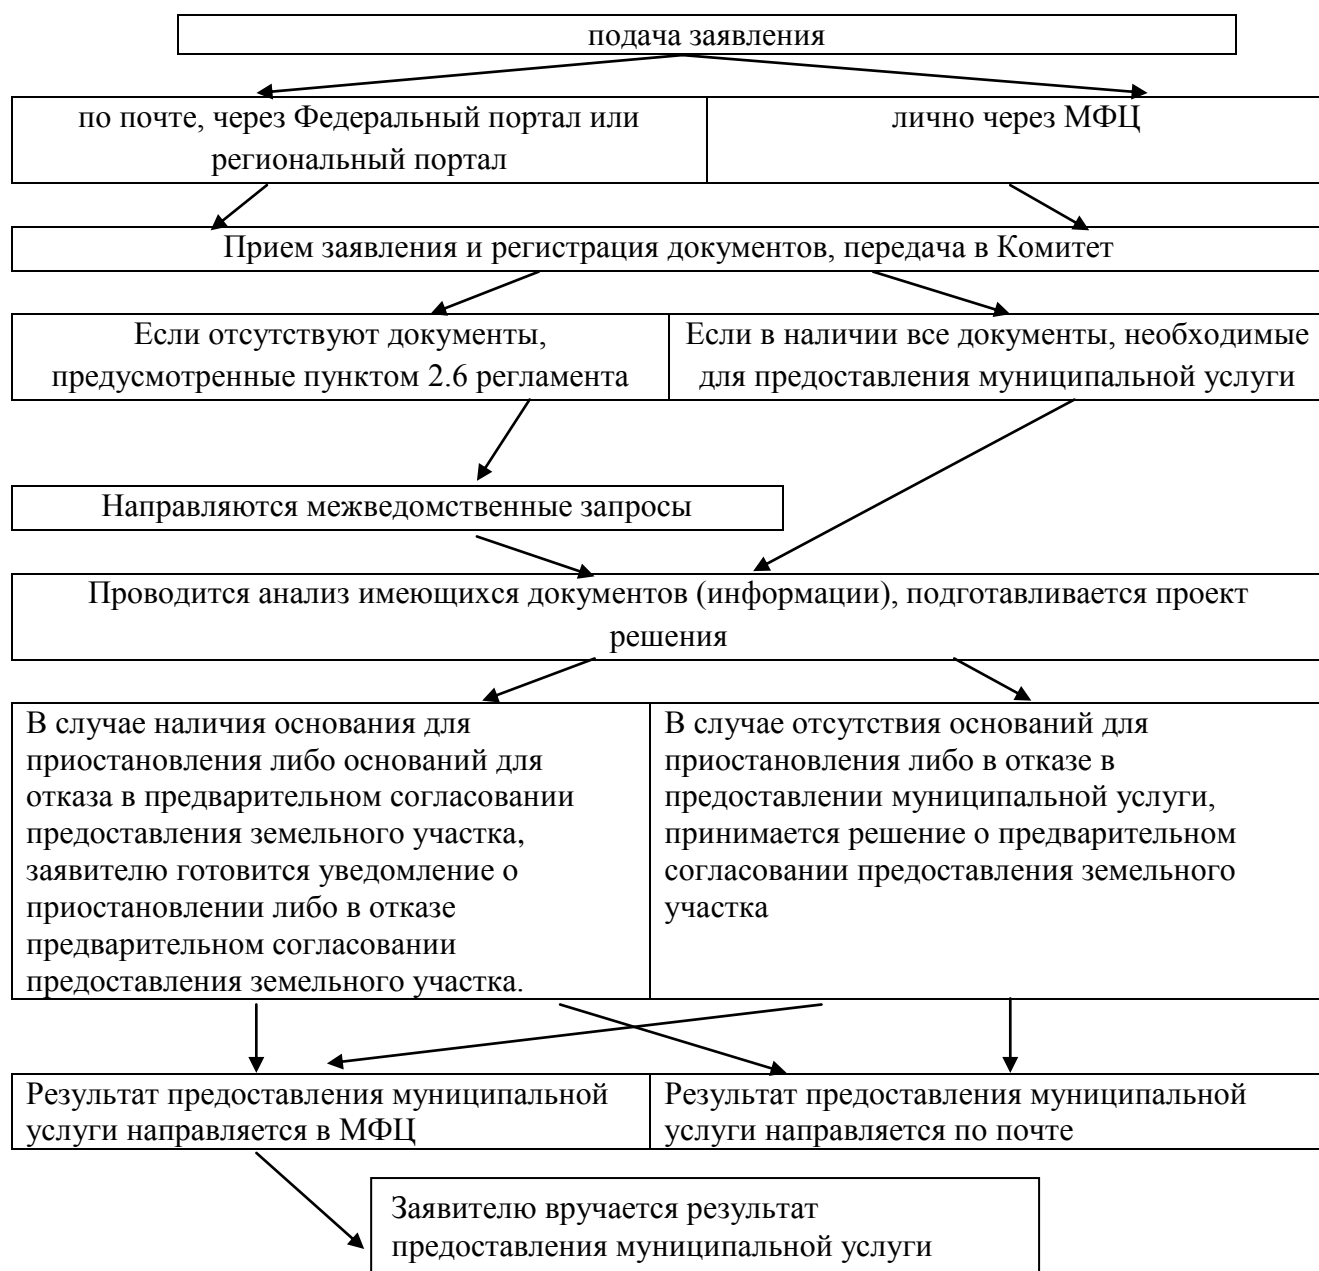 подача заявления
по почте, через Федеральный портал или
региональный портал
лично через МФЦ
Прием заявления и регистрация документов, передача в Комитет
Если отсутствуют документы,
предусмотренные пунктом 2.6 регламента
Если в наличии все документы, необходимые
для предоставления муниципальной услуги
Направляются межведомственные запросы
Проводится анализ имеющихся документов (информации), подготавливается проект
решения
В случае наличия основания для
приостановления либо оснований для
отказа в предварительном согласовании
предоставления земельного участка,
заявителю готовится уведомление о
приостановлении либо в отказе
предварительном согласовании
предоставления земельного участка.
В случае отсутствия оснований для
приостановления либо в отказе в
предоставлении муниципальной услуги,
принимается решение о предварительном
согласовании предоставления земельного
участка
Результат предоставления муниципальной
услуги направляется в МФЦ
Результат предоставления муниципальной
услуги направляется по почте
Заявителю вручается результат
предоставления муниципальной услуги